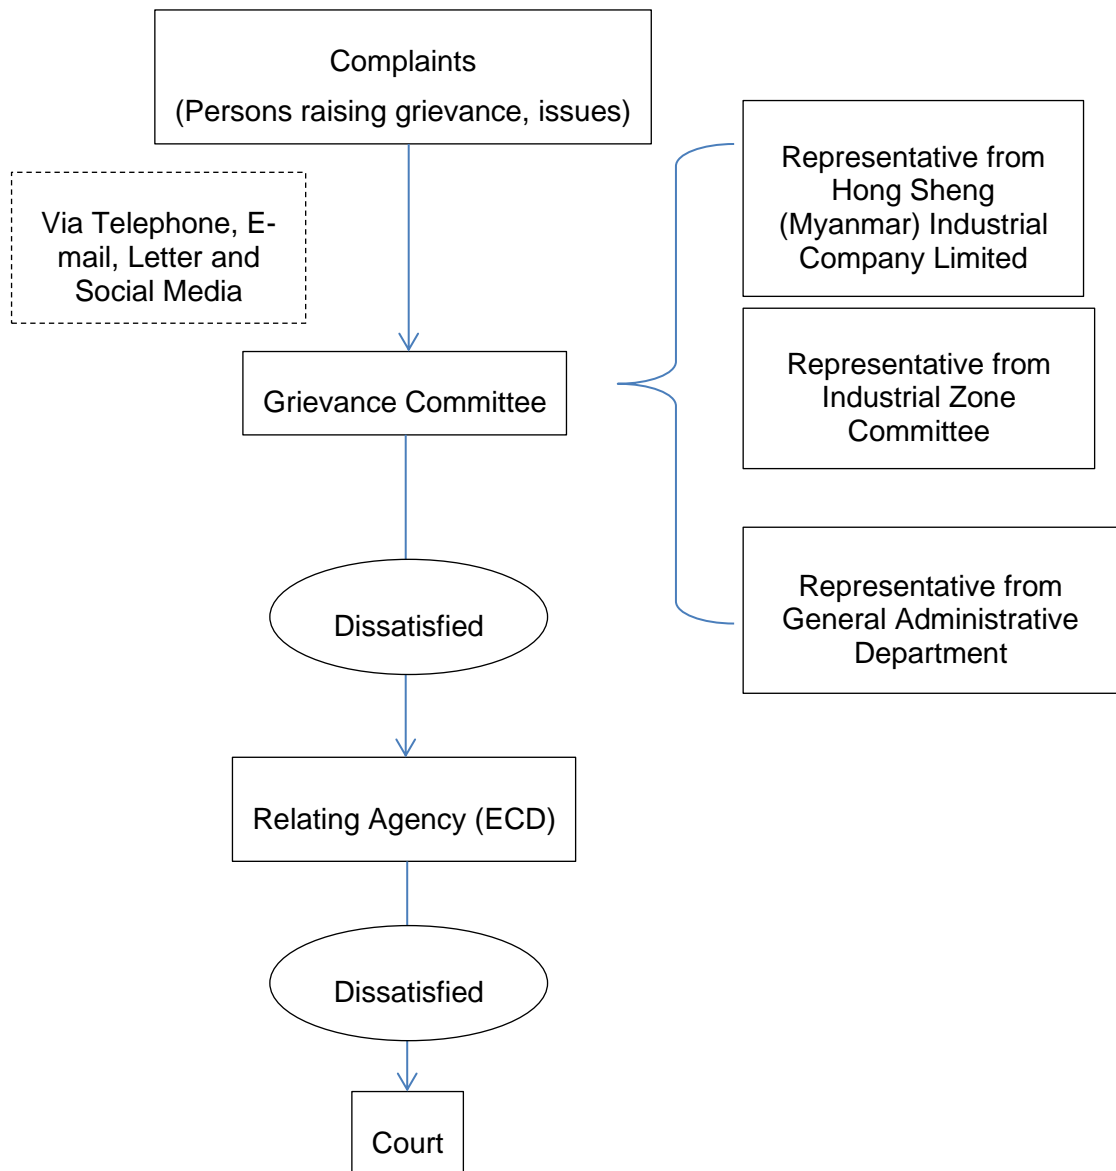 Complaints
(Persons raising grievance, issues)
Via Telephone, E-
mail, Letter and
Social Media
Grievance Committee
Representative from
Hong Sheng
(Myanmar) Industrial
Company Limited
Representative from
Industrial Zone
Committee
Representative from
General Administrative
Department
Dissatisfied
Relating Agency (ECD)
Dissatisfied
Court